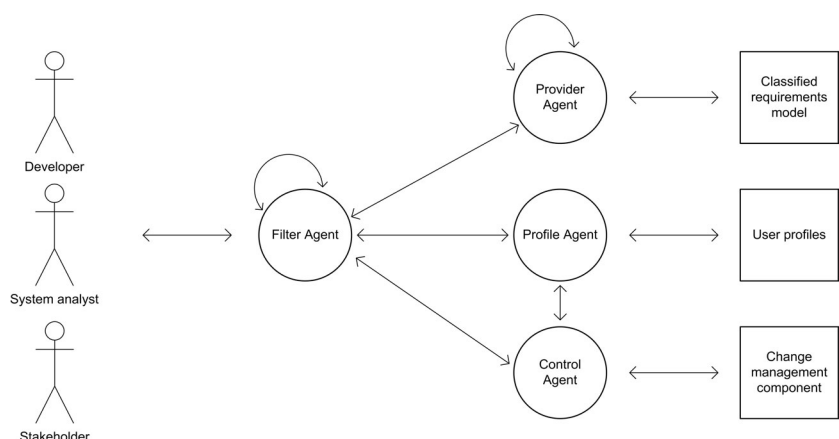 Developer
System analyst
Stakeholder
Filter Agent
Provider
Agent
Profile Agent
Control
Agent
Classified
requirements
model
User profiles
Change
management
component